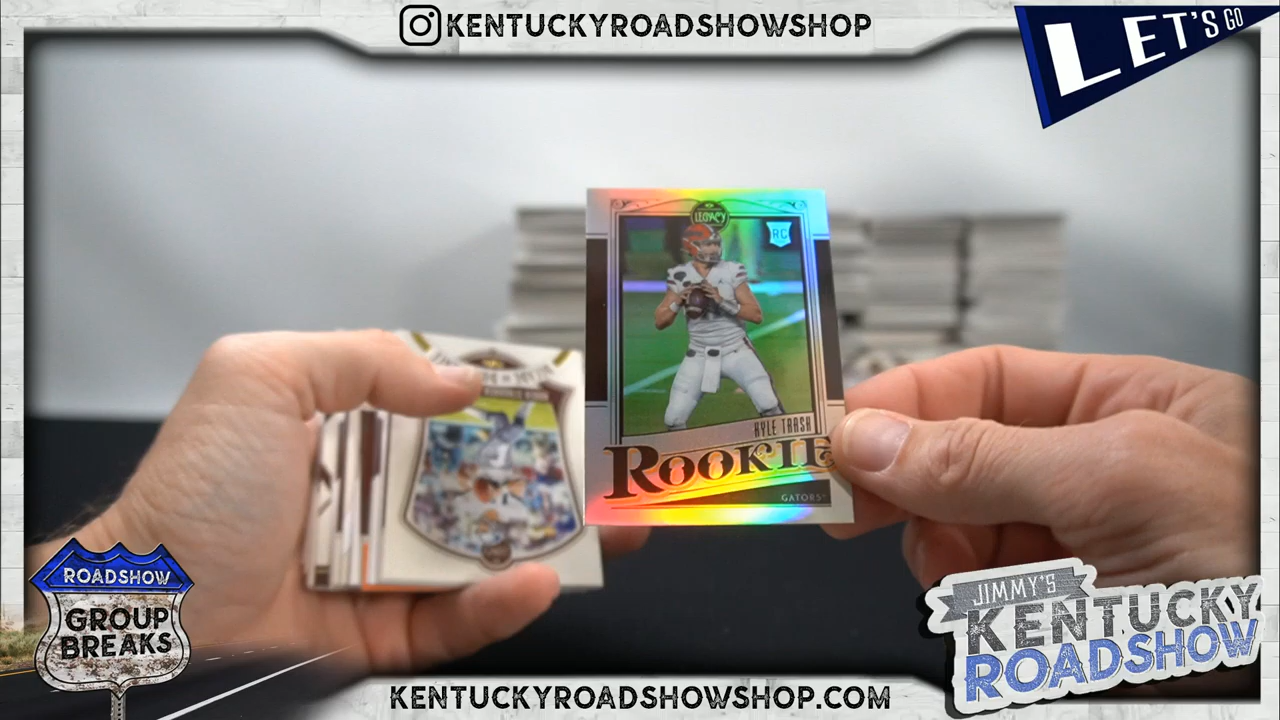 KENTUCKYROADSHOWSHOP
LET'S GO
LEGACY
RC
KYLE TRASK
ROOKIE
GATORS
ROADSHOW
GROUP
BREAKS
JIMMY'S
KENTUCKY
ROADSHOW
KENTUCKYROADSHOWSHOP.COM